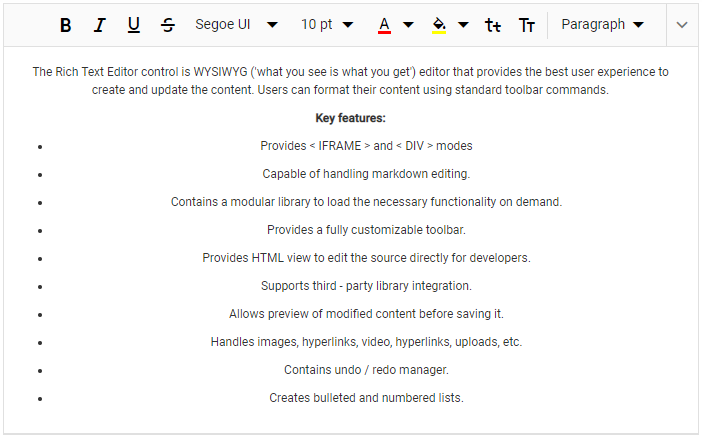 B I U S Segoe UI 10 pt A tt TT Paragraph
The Rich Text Editor control is WYSIWYG ('what you see is what you get') editor that provides the best user experience to
create and update the content. Users can format their content using standard toolbar commands.
Key features:
• Provides < IFRAME > and < DIV > modes
• Capable of handling markdown editing.
• Contains a modular library to load the necessary functionality on demand.
• Provides a fully customizable toolbar.
• Provides HTML view to edit the source directly for developers.
• Supports third - party library integration.
• Allows preview of modified content before saving it.
• Handles images, hyperlinks, video, hyperlinks, uploads, etc.
• Contains undo / redo manager.
• Creates bulleted and numbered lists.